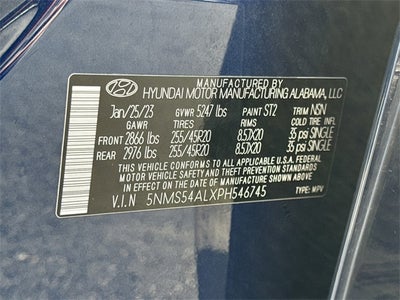 MANUFACTURED BY
HYUNDAI MOTOR MANUFACTURING ALABAMA, LLC
Jan/25/23 GVWR 5247 lbs PAINT ST2 TRIM NSN
GAWR TIRES RIMS COLD TIRE INFL
FRONT 2866 lbs 255/45R20 8.5JX20 35 psi SINGLE
REAR 2976 lbs 255/45R20 8.5JX20 35 psi SINGLE
THIS VEHICLE CONFORMS TO ALL APPLICABLE U.S.A. FEDERAL
MOTOR VEHICLE SAFETY, BUMPER, AND THEFT PREVENTION STANDARDS
IN EFFECT ON THE DATE OF MANUFACTURE SHOWN ABOVE.
V.I.N 5NMS54ALXPH546745 TYPE: MPV